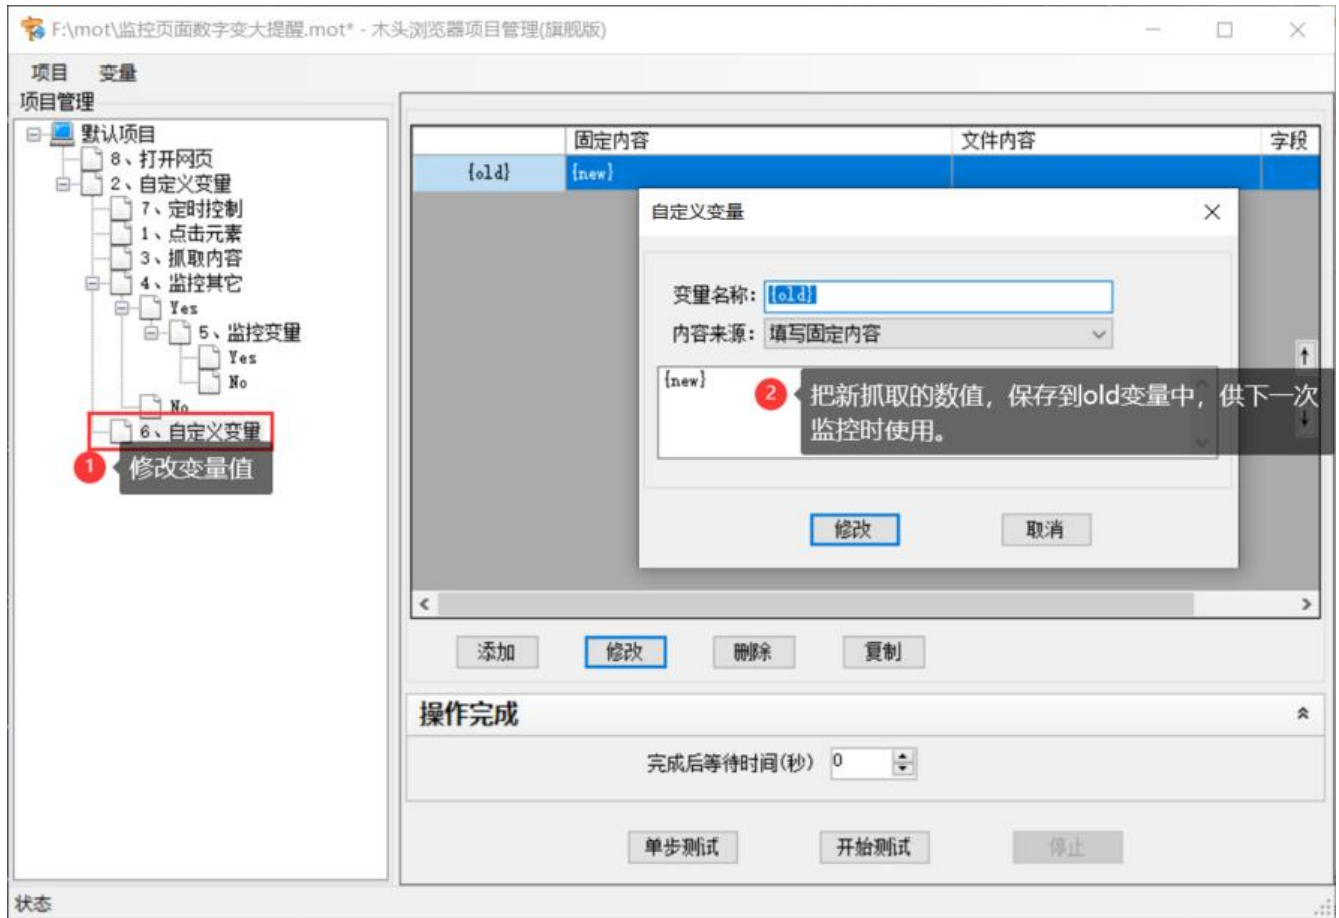 F:\mot\监控页面数字变大提醒.mot* - 木头浏览器项目管理(旗舰版)
项目 变量
项目管理
默认项目
8、打开网页
2、自定义变量
7、定时控制
1、点击元素
3、抓取内容
4、监控其它
Yes
5、监控变量
Yes
No
No
6、自定义变量
1 修改变量值
固定内容 文件内容 字段
{old} {new}
自定义变量
变量名称: {old}
内容来源: 填写固定内容
{new}
2 把新抓取的数值，保存到old变量中，供下一次
监控时使用。
修改 取消
添加 修改 删除 复制
操作完成
完成后等待时间(秒) 0
单步测试 开始测试 停止
状态